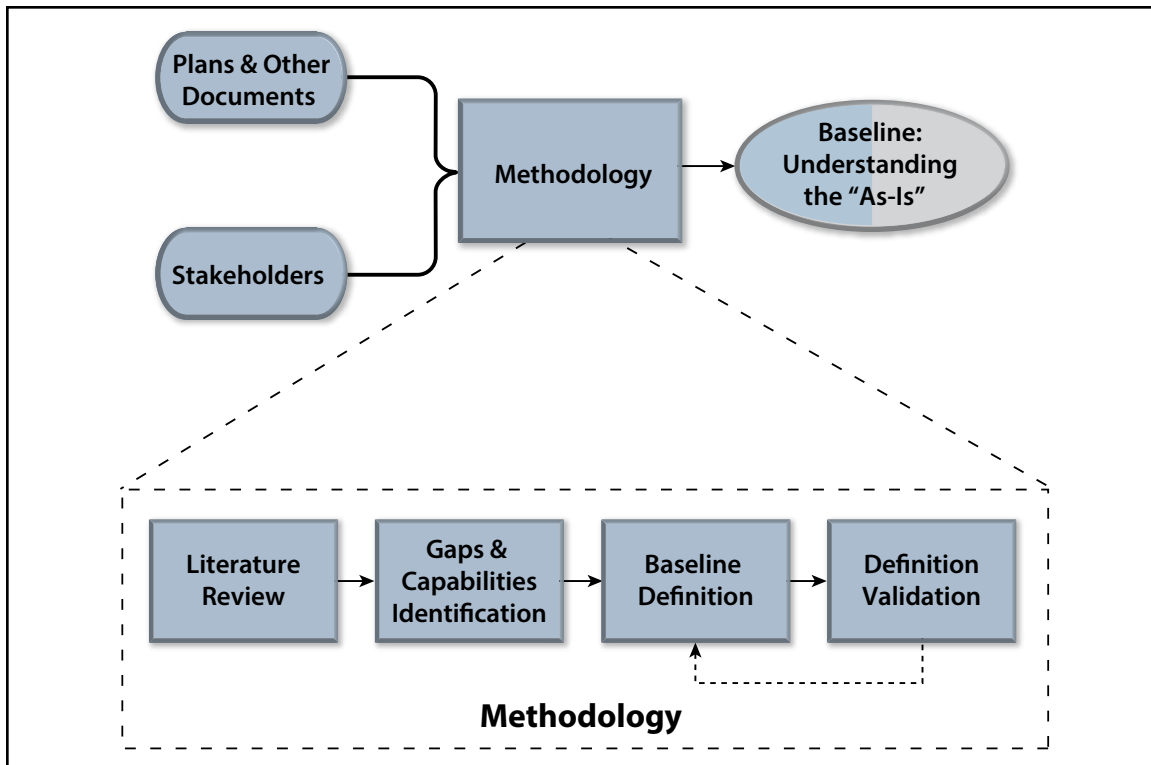 Plans & Other
Documents
Stakeholders
Methodology
Baseline:
Understanding
the “As-Is”
Literature
Review
Gaps &
Capabilities
Identification
Baseline
Definition
Definition
Validation
Methodology